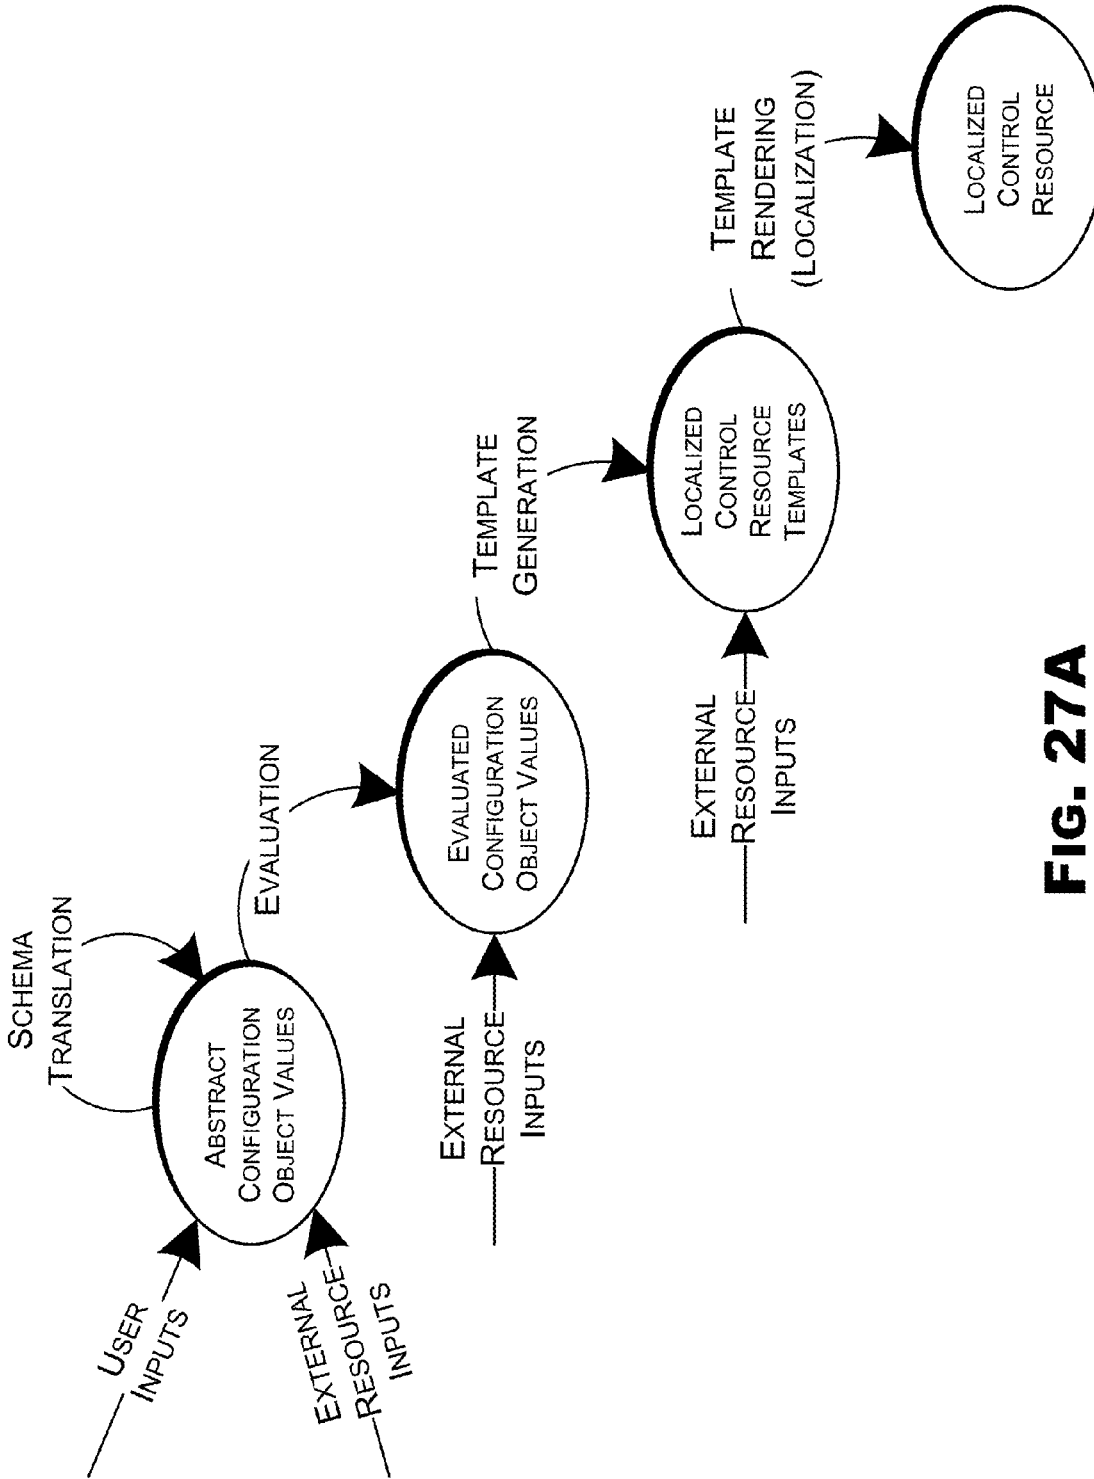 SCHEMA
TRANSLATION
USER
INPUTS
ABSTRACT
CONFIGURATION
OBJECT VALUES
EXTERNAL
RESOURCE
INPUTS
EVALUATION
EXTERNAL
RESOURCE
INPUTS
EVALUATED
CONFIGURATION
OBJECT VALUES
TEMPLATE
GENERATION
EXTERNAL
RESOURCE
INPUTS
LOCALIZED
CONTROL
RESOURCE
TEMPLATES
TEMPLATE
RENDERING
(LOCALIZATION)
LOCALIZED
CONTROL
RESOURCE
FIG. 27A